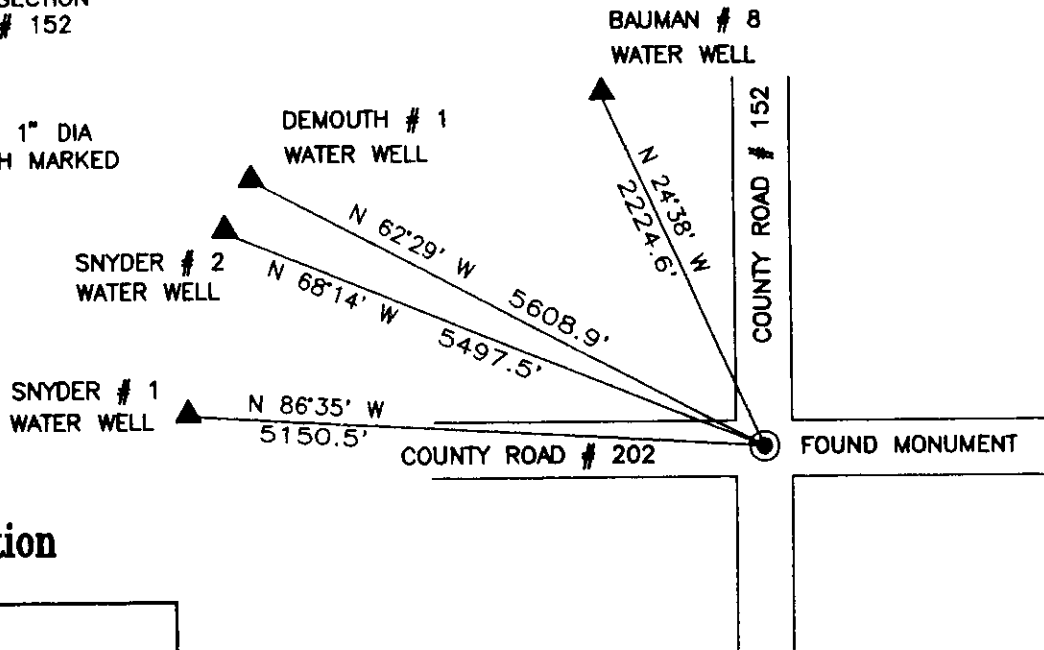 # 152
BAUMAN # 8
WATER WELL
1" DIA
MARKED
DEMOUTH # 1
WATER WELL
COUNTY ROAD # 152
N 24°38' W
2224.6'
N 62°29' W 5608.9'
SNYDER # 2
WATER WELL
N 68°14' W 5497.5'
SNYDER # 1
WATER WELL
N 86°35' W
5150.5'
COUNTY ROAD # 202
FOUND MONUMENT